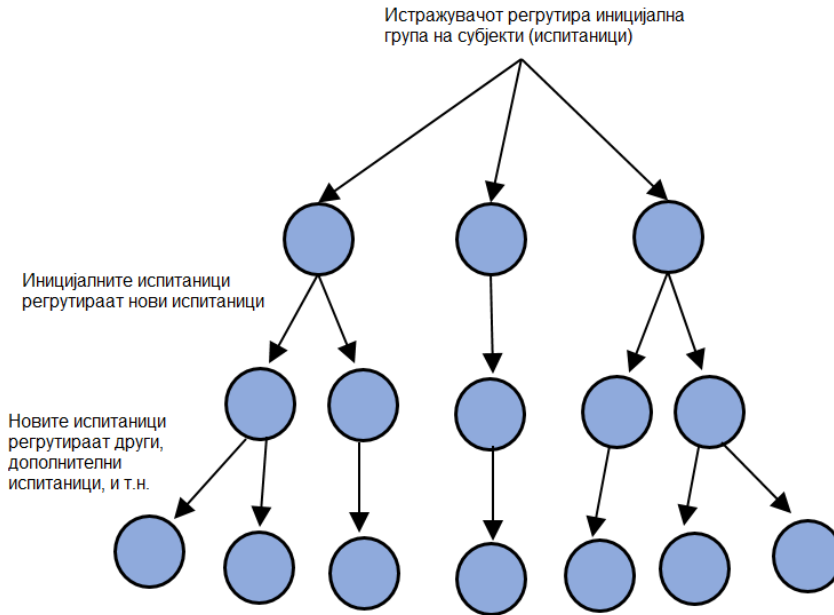 Истражувачот регрутира иницијална
група на субјекти (испитаници)
Иницијалните испитаници
регрутираат нови испитаници
Новите испитаници
регрутираат други,
дополнителни
испитаници, и т.н.